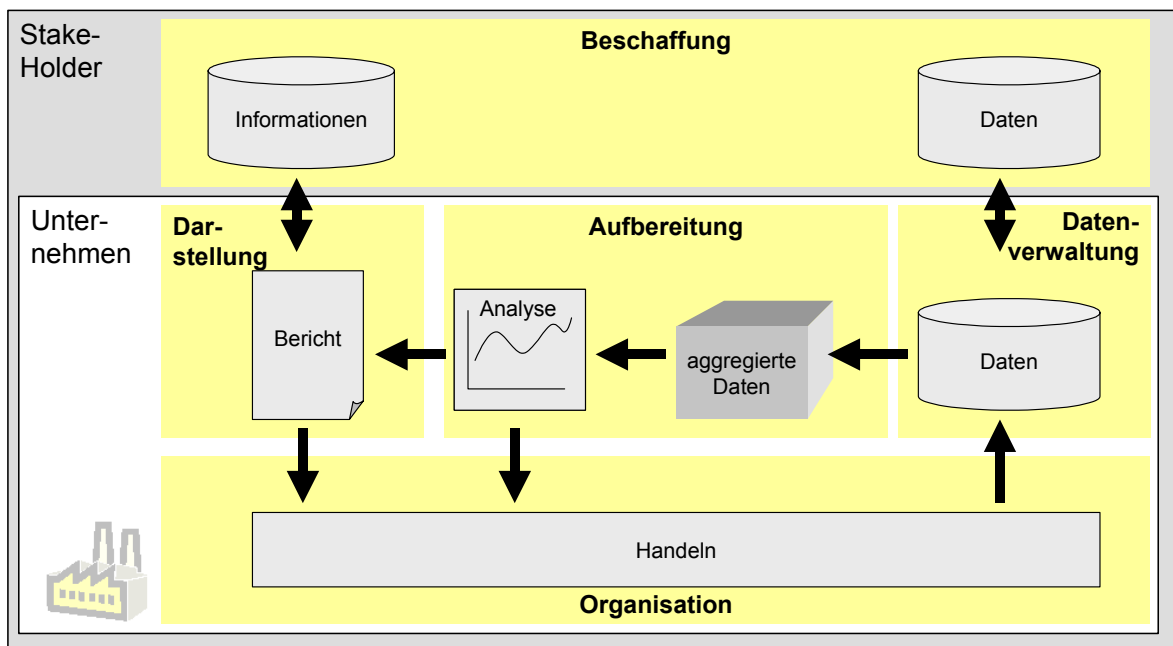 Stake-
Holder
Beschaffung
Informationen
Daten
Unter-
nehmen
Dar-
stellung
Aufbereitung
Daten-
verwaltung
Bericht
Analyse
aggregierte
Daten
Daten
Handeln
Organisation